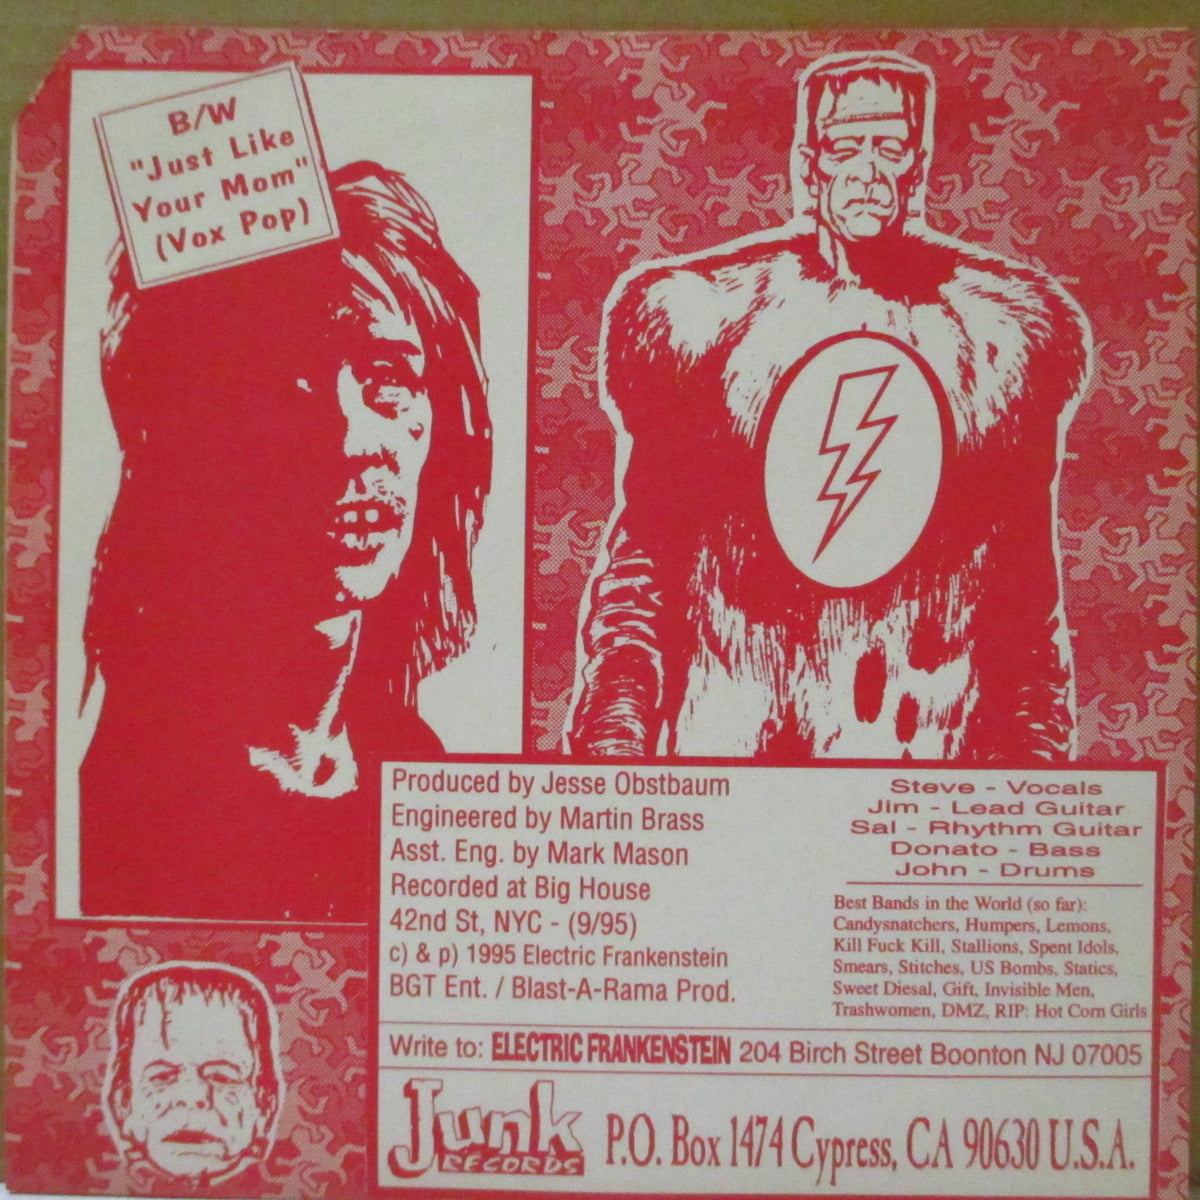 B/W
"Just Like
Your Mom"
(Vox Pop)
Produced by Jesse Obstbaum
Engineered by Martin Brass
Asst. Eng. by Mark Mason
Recorded at Big House
42nd St, NYC - (9/95)
c) & p) 1995 Electric Frankenstein
BGT Ent. / Blast-A-Rama Prod.
Steve - Vocals
Jim - Lead Guitar
Sal - Rhythm Guitar
Donato - Bass
John - Drums
Best Bands in the World (so far):
Candysnatchers, Humpers, Lemons,
Kill Fuck Kill, Stallions, Spent Idols,
Smears, Stitches, US Bombs, Statics,
Sweet Diesal, Gift, Invisible Men,
Trashwomen, DMZ, RIP: Hot Corn Girls
Write to: ELECTRIC FRANKENSTEIN 204 Birch Street Boonton NJ 07005
Junk
RECORDS
P.O. Box 1474 Cypress, CA 90630 U.S.A.